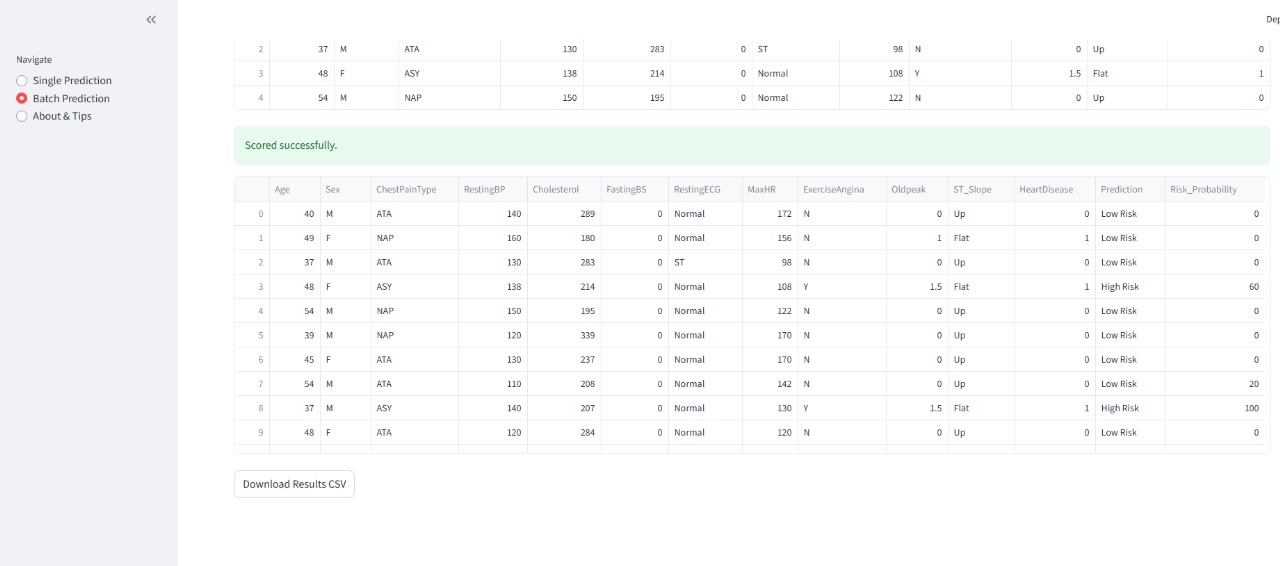 Dep
Navigate
Single Prediction
Batch Prediction
About & Tips
2 37 M ATA 130 283 0 ST 98 N 0 Up 0
3 48 F ASY 138 214 0 Normal 108 Y 1.5 Flat 1
4 54 M NAP 150 195 0 Normal 122 N 0 Up 0
Scored successfully.
Age Sex ChestPainType RestingBP Cholesterol FastingBS RestingECG MaxHR ExerciseAngina Oldpeak ST_Slope HeartDisease Prediction Risk_Probability
0 40 M ATA 140 289 0 Normal 172 N 0 Up 0 Low Risk 0
1 49 F NAP 160 180 0 Normal 156 N 1 Flat 1 Low Risk 0
2 37 M ATA 130 283 0 ST 98 N 0 Up 0 Low Risk 0
3 48 F ASY 138 214 0 Normal 108 Y 1.5 Flat 1 High Risk 60
4 54 M NAP 150 195 0 Normal 122 N 0 Up 0 Low Risk 0
5 39 M NAP 120 339 0 Normal 170 N 0 Up 0 Low Risk 0
6 45 F ATA 130 237 0 Normal 170 N 0 Up 0 Low Risk 0
7 54 M ATA 110 208 0 Normal 142 N 0 Up 0 Low Risk 20
8 37 M ASY 140 207 0 Normal 130 Y 1.5 Flat 1 High Risk 100
9 48 F ATA 120 284 0 Normal 120 N 0 Up 0 Low Risk 0
Download Results CSV